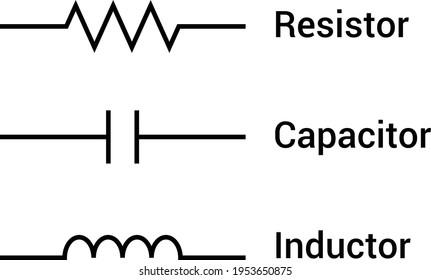 Resistor
Capacitor
Inductor
shutterstock.com · 1953650875